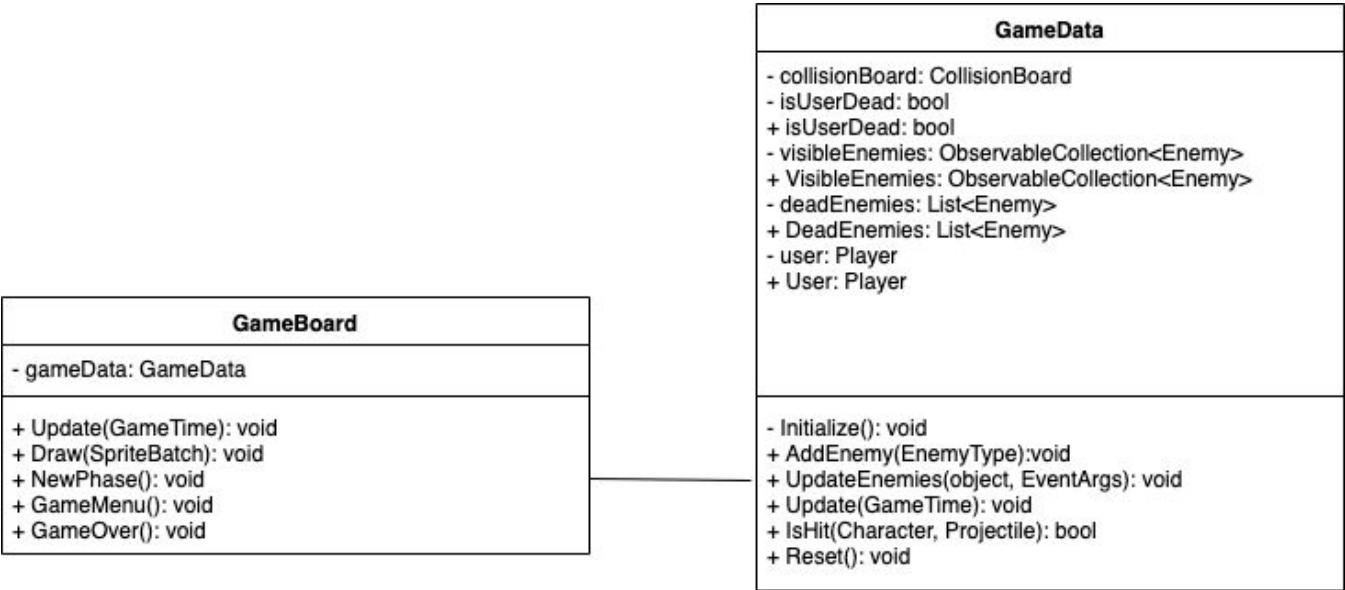 GameData
- collisionBoard: CollisionBoard
- isUserDead: bool
+ isUserDead: bool
- visibleEnemies: ObservableCollection<Enemy>
+ VisibleEnemies: ObservableCollection<Enemy>
- deadEnemies: List<Enemy>
+ DeadEnemies: List<Enemy>
- user: Player
+ User: Player
- Initialize(): void
+ AddEnemy(EnemyType):void
+ UpdateEnemies(object, EventArgs): void
+ Update(GameTime): void
+ IsHit(Character, Projectile): bool
+ Reset(): void
GameBoard
- gameData: GameData
+ Update(GameTime): void
+ Draw(SpriteBatch): void
+ NewPhase(): void
+ GameMenu(): void
+ GameOver(): void